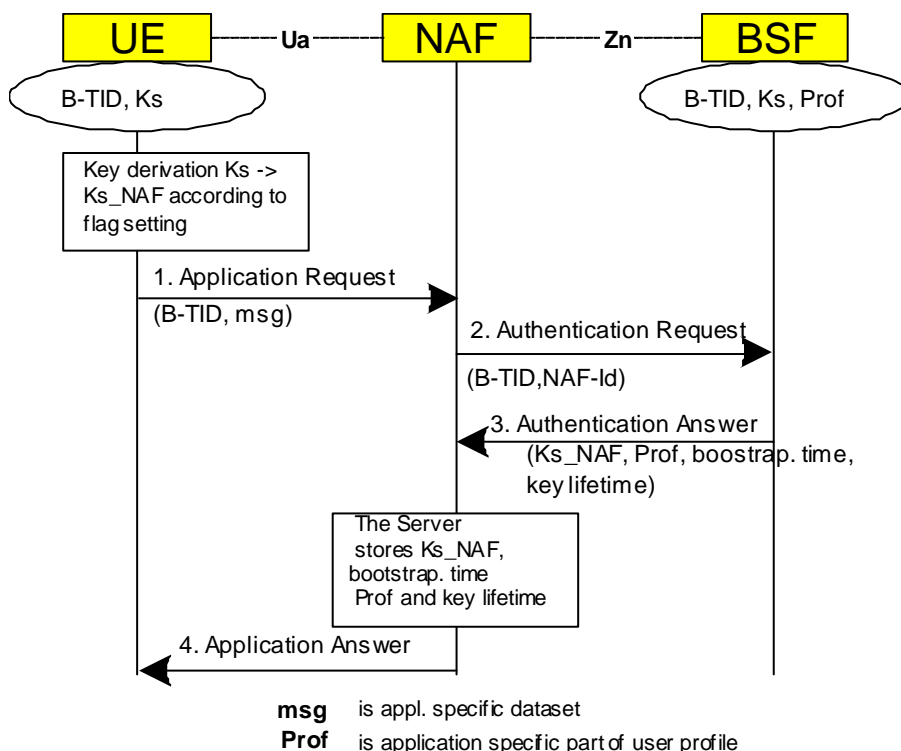 UE Ua NAF Zn BSF
B-TID, Ks
B-TID, Ks, Prof
Key derivation Ks ->
Ks_NAF according to
flag setting
1. Application Request
(B-TID, msg)
2. Authentication Request
(B-TID,NAF-Id)
3. Authentication Answer
(Ks_NAF, Prof, boostrap. time,
key lifetime)
The Server
stores Ks_NAF,
bootstrap. time
Prof and key lifetime
4. Application Answer
msg is appl. specific dataset
Prof is application specific part of user profile